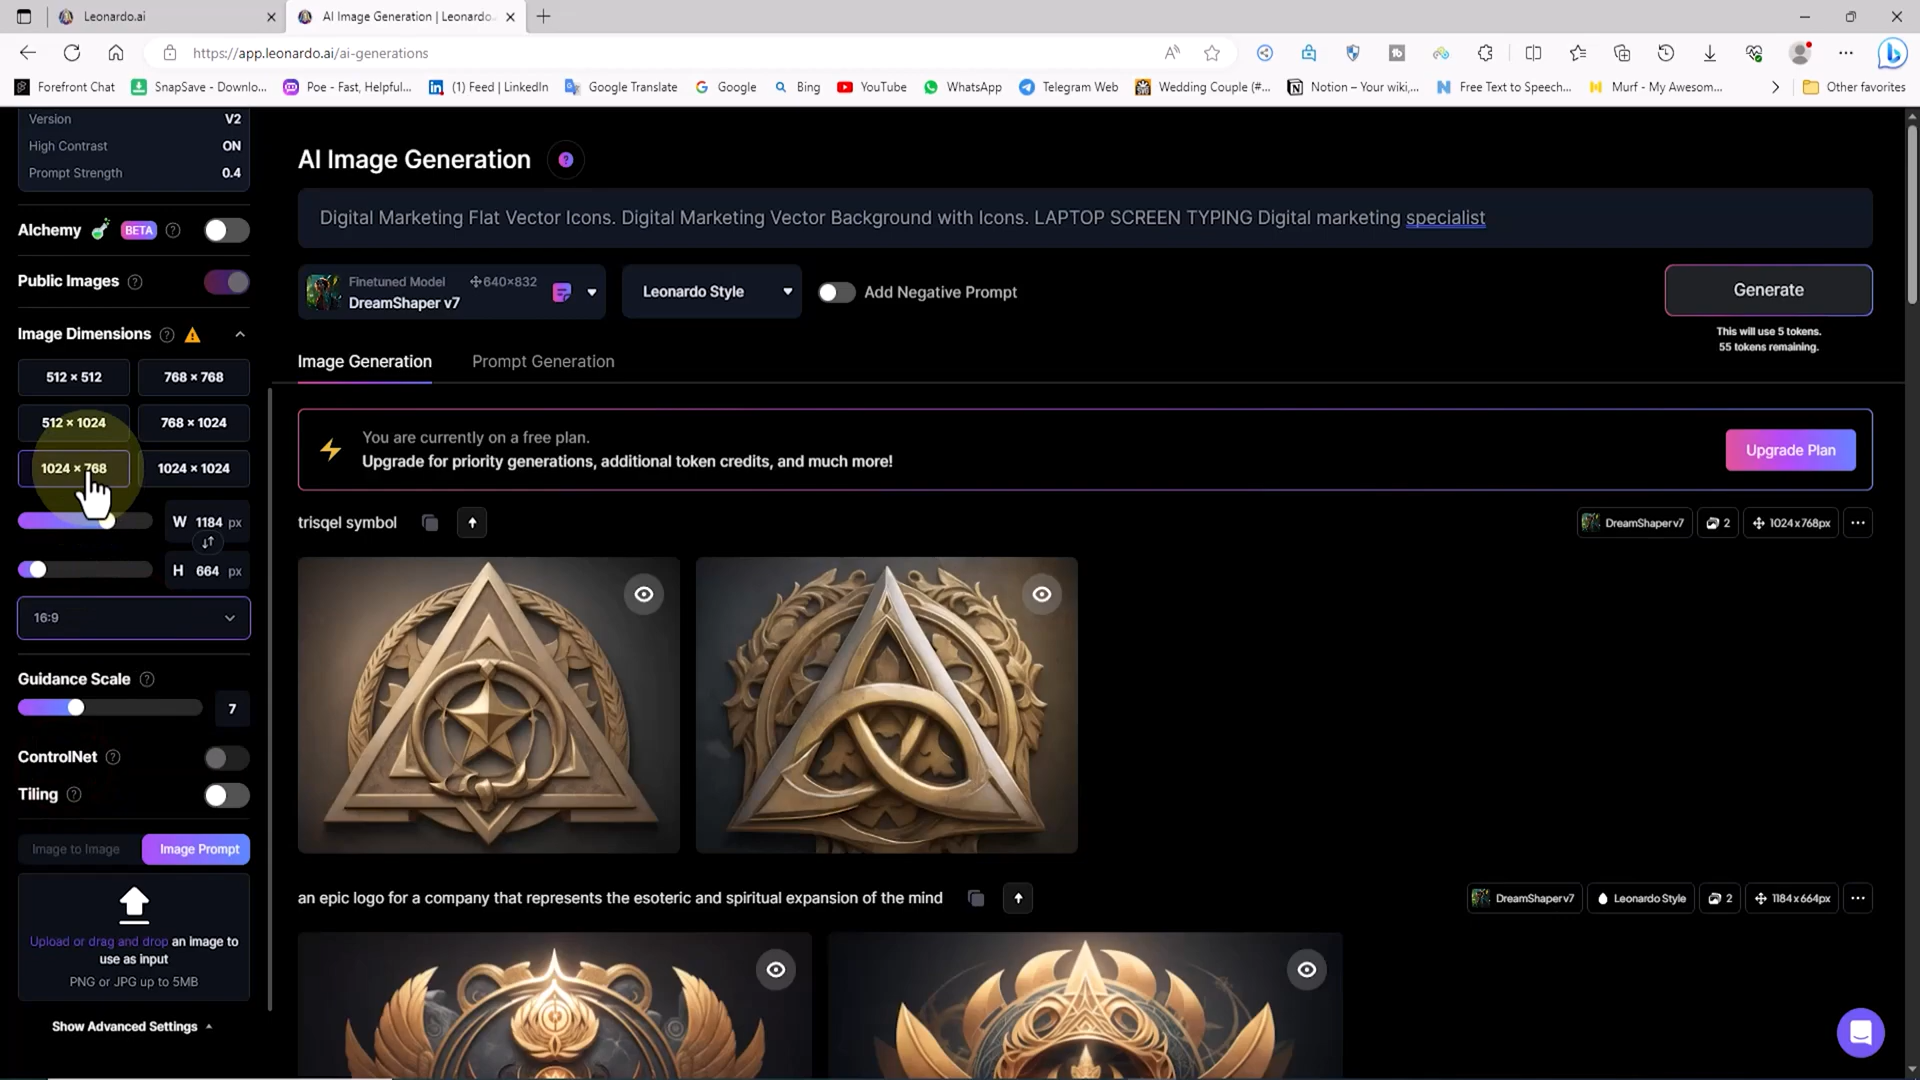 Leonardo.ai
AI Image Generation | Leonardo.
https://app.leonardo.ai/ai-generations
Forefront Chat
SnapSave - Downlo...
Poe - Fast, Helpful...
(1) Feed | LinkedIn
Google Translate
Google
Bing
YouTube
WhatsApp
Telegram Web
Wedding Couple (#...
Notion – Your wiki,...
Free Text to Speech...
Murf - My Awesom...
Other favorites
Version V2
High Contrast ON
Prompt Strength 0.4
Alchemy BETA
Public Images
Image Dimensions
512 × 512 768 × 768
512 × 1024 768 × 1024
1024 × 768 1024 × 1024
W 1184 px
H 664 px
16:9
Guidance Scale
7
ControlNet
Tiling
Image to Image Image Prompt
Upload or drag and drop an image to
use as input
PNG or JPG up to 5MB
Show Advanced Settings
AI Image Generation
Digital Marketing Flat Vector Icons. Digital Marketing Vector Background with Icons. LAPTOP SCREEN TYPING Digital marketing specialist
Finetuned Model 640×832
DreamShaper v7
Leonardo Style
Add Negative Prompt
Generate
This will use 5 tokens.
55 tokens remaining.
Image Generation Prompt Generation
You are currently on a free plan.
Upgrade for priority generations, additional token credits, and much more!
Upgrade Plan
trisqel symbol
DreamShaper v7 2 1024x768px
an epic logo for a company that represents the esoteric and spiritual expansion of the mind
DreamShaper v7 Leonardo Style 2 1184x664px